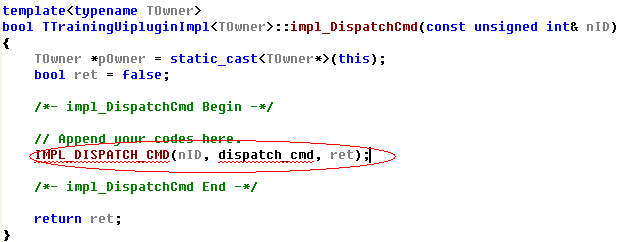 template<typename TOwner>
bool TTrainingUipluginImpl<TOwner>::impl_DispatchCmd(const unsigned int& nID)
{
    TOwner *pOwner = static_cast<TOwner*>(this);
    bool ret = false;
    /*- impl_DispatchCmd Begin -*/
    // Append your codes here.
    IMPL_DISPATCH_CMD(nID, dispatch_cmd, ret);
    /*- impl_DispatchCmd End -*/
    return ret;
}